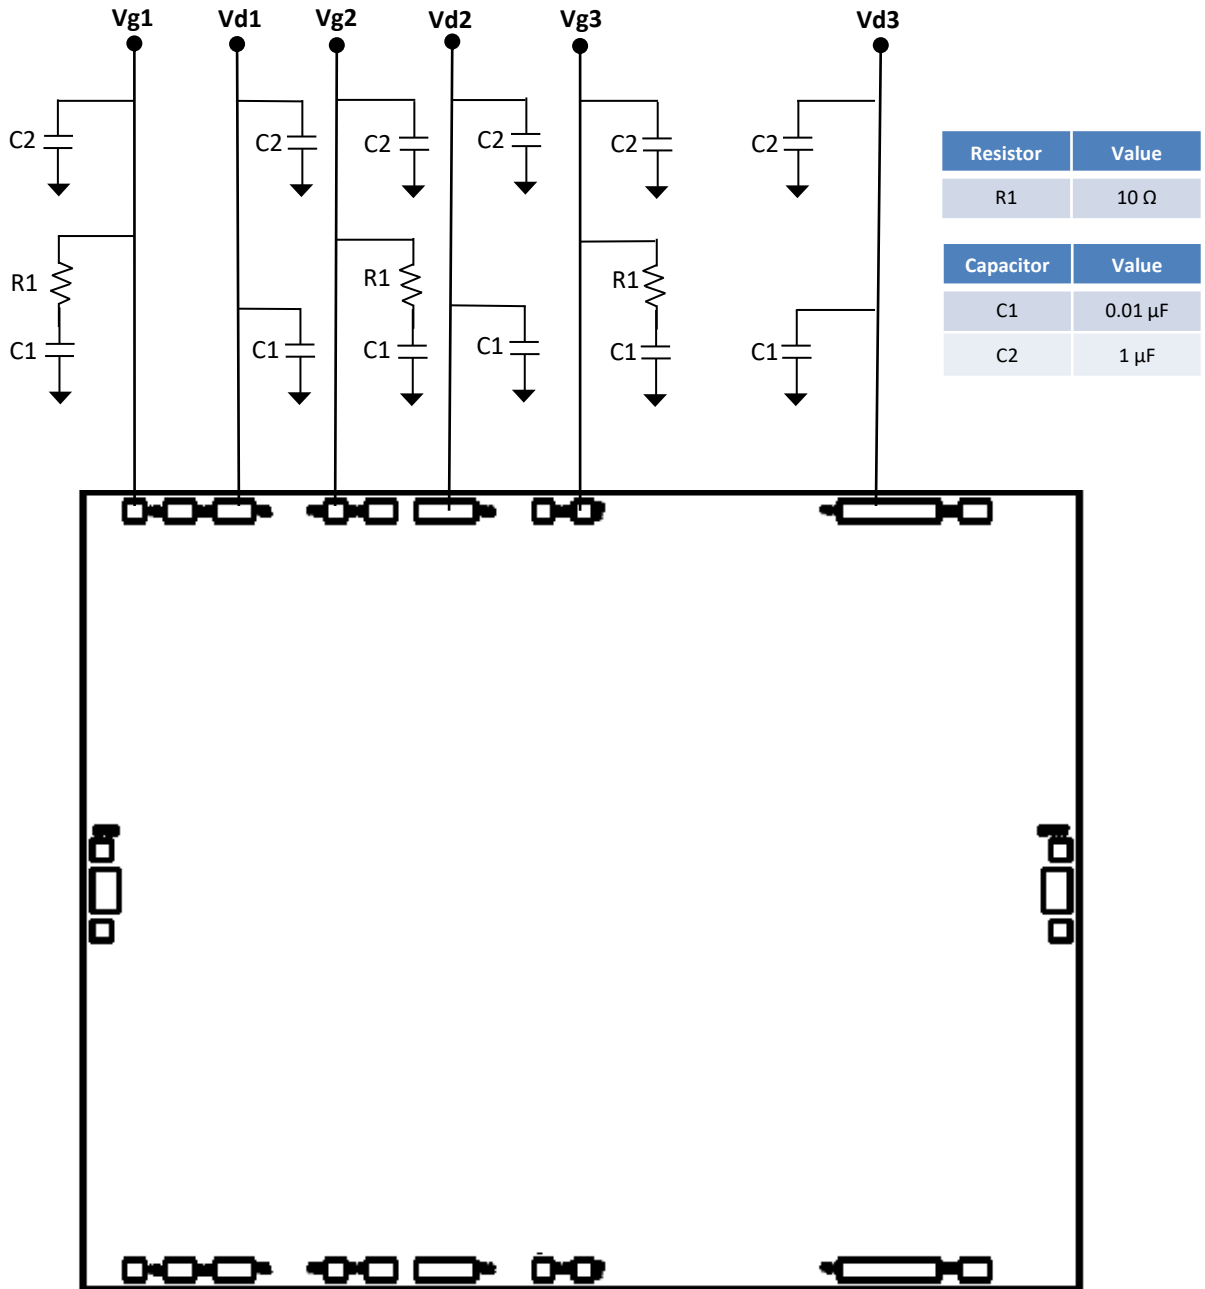 Vg1 Vd1 Vg2 Vd2 Vg3 Vd3
C2 C2 C2 C2 C2 C2
R1 R1 R1
C1 C1 C1 C1 C1 C1
Resistor Value
R1 10 Ω
Capacitor Value
C1 0.01 µF
C2 1 µF